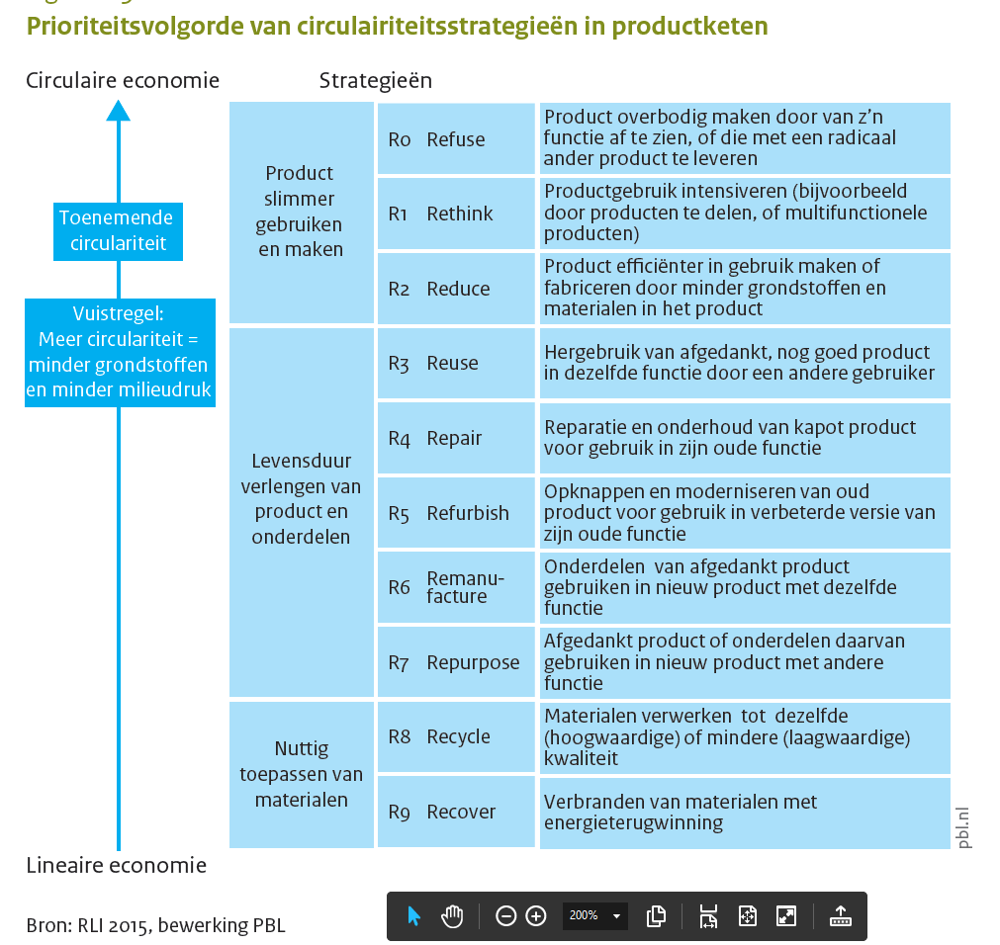 Prioriteitsvolgorde van circulairiteitsstrategieën in productketen
Circulaire economie
Strategieën
Toenemende
circulariteit
Vuistregel:
Meer circulariteit =
minder grondstoffen
en minder milieudruk
Product
slimmer
gebruiken
en maken
R0 Refuse
Product overbodig maken door van z’n
functie af te zien, of die met een radicaal
ander product te leveren
R1 Rethink
Productgebruik intensiveren (bijvoorbeeld
door producten te delen, of multifunctionele
producten)
R2 Reduce
Product efficiënter in gebruik maken of
fabriceren door minder grondstoffen en
materialen in het product
Levensduur
verlengen van
product en
onderdelen
R3 Reuse
Hergebruik van afgedankt, nog goed product
in dezelfde functie door een andere gebruiker
R4 Repair
Reparatie en onderhoud van kapot product
voor gebruik in zijn oude functie
R5 Refurbish
Opknappen en moderniseren van oud
product voor gebruik in verbeterde versie van
zijn oude functie
R6 Remanu-
facture
Onderdelen van afgedankt product
gebruiken in nieuw product met dezelfde
functie
R7 Repurpose
Afgedankt product of onderdelen daarvan
gebruiken in nieuw product met andere
functie
Nuttig
toepassen van
materialen
R8 Recycle
Materialen verwerken tot dezelfde
(hoogwaardige) of mindere (laagwaardige)
kwaliteit
R9 Recover
Verbranden van materialen met
energieterugwinning
pbl.nl
Lineaire economie
Bron: RLI 2015, bewerking PBL
200%